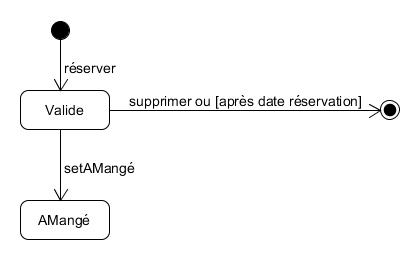 réserver
Valide
supprimer ou [après date réservation]
setAMangé
AMangé